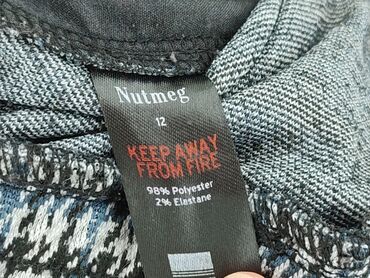 Nutmeg
12
KEEP AWAY
FROM FIRE
98% Polyester
2% Elastane